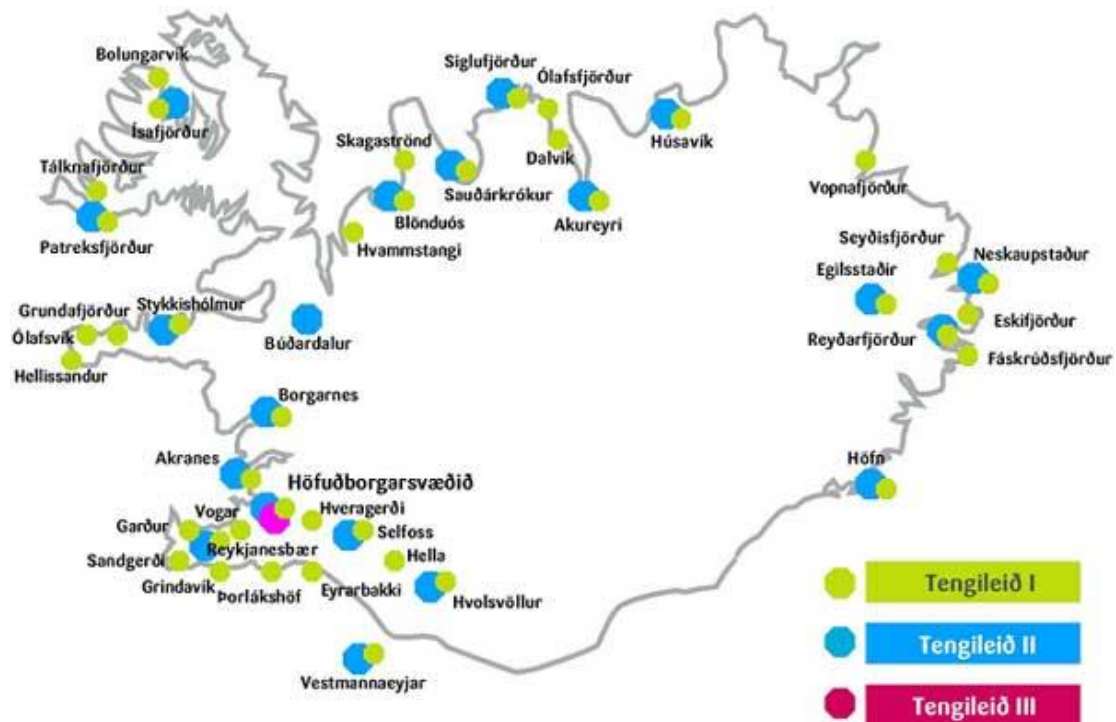 Bolungarvík
Siglufjörður
Ólafsfjörður
Ísafjörður
Skagaströnd
Dalvík
Húsavík
Tálknafjörður
Sauðárkrókur
Vopnafjörður
Blönduós
Akureyri
Patreksfjörður
Hvammstangi
Seyðisfjörður
Neskaupstaður
Egilsstaðir
Grundafjörður
Stykkishólmur
Ólafsvík
Búðardalur
Reyðarfjörður
Eskifjörður
Fáskrúðsfjörður
Hellissandur
Borgarnes
Akranes
Höfn
Höfuðborgarsvæðið
Vogar
Hveragerði
Garður
Selfoss
Reykjanesbær
Sandgerði
Hella
Grindavík
Þorlákshöf
Eyrarbakki
Hvolsvöllur
Vestmannaeyjar
Tengileið I
Tengileið II
Tengileið III